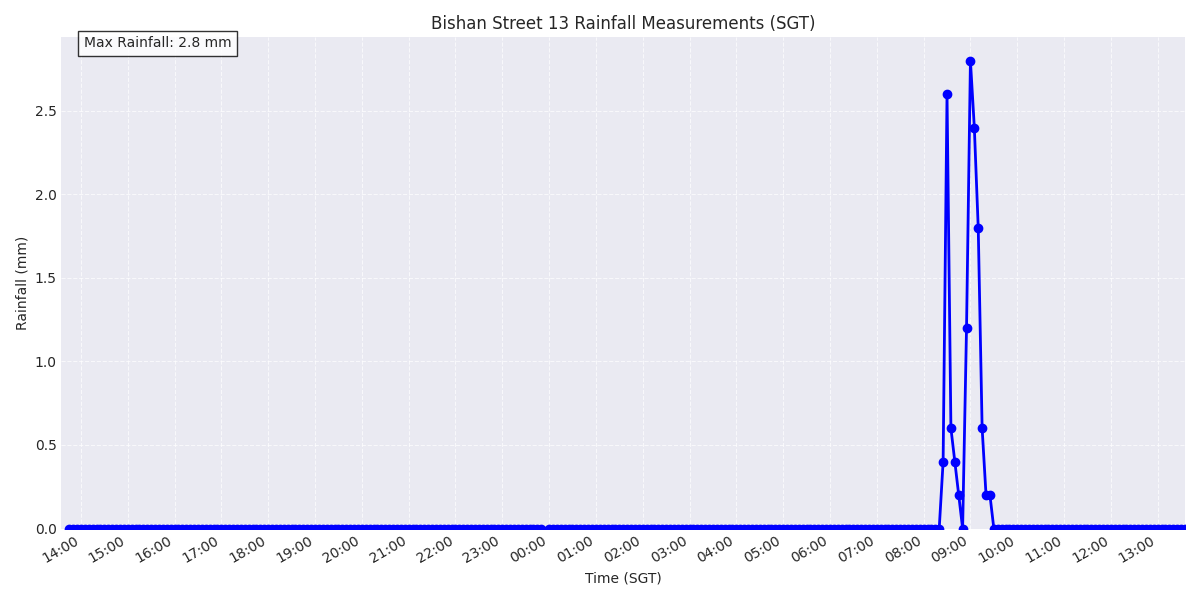 Bishan Street 13 Rainfall Measurements (SGT)
Max Rainfall: 2.8 mm
Rainfall (mm)
2.5
2.0
1.5
1.0
0.5
0.0
14:00 15:00 16:00 17:00 18:00 19:00 20:00 21:00 22:00 23:00 00:00 01:00 02:00 03:00 04:00 05:00 06:00 07:00 08:00 09:00 10:00 11:00 12:00 13:00
Time (SGT)